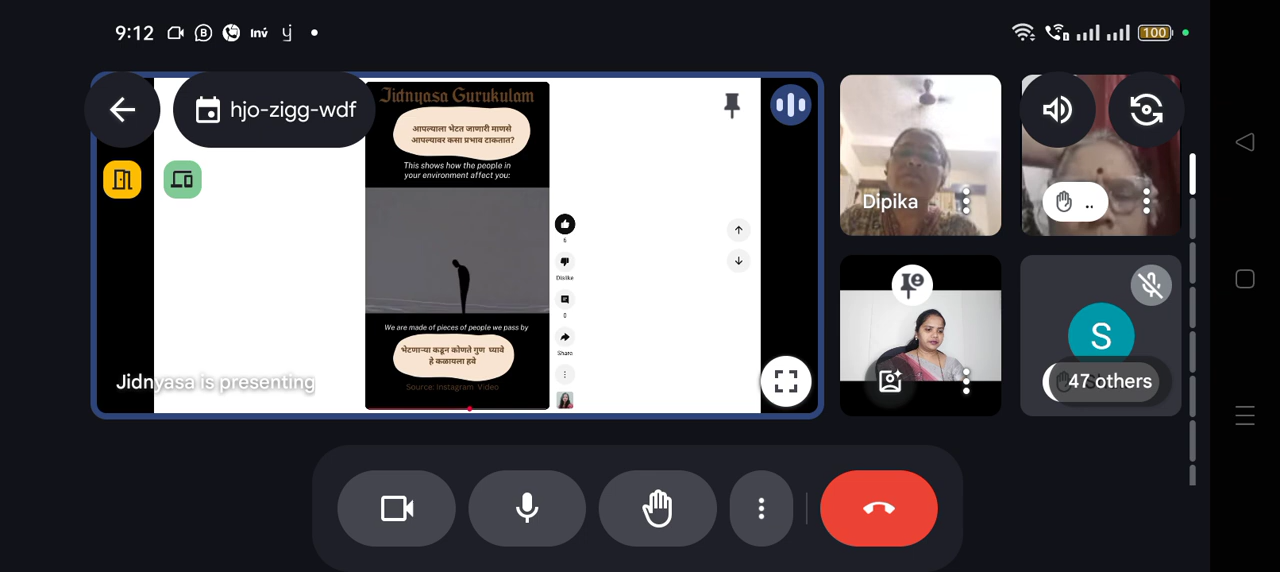 9:12
B
Inv
100
hjo-zigg-wdf
Jidnyasa Gurukulam
आपल्याला भेटत जाणारी माणसे
आपल्यावर कसा प्रभाव टाकतात?
This shows how the people in
your environment affect you:
6
Dislike
0
Share
We are made of pieces of people we pass by
भेटणाऱ्या कडून कोणते गुण घ्यावे
हे कळायला हवे
Source: instagram Video
Jidnyasa is presenting
Dipika
..
S
47 others